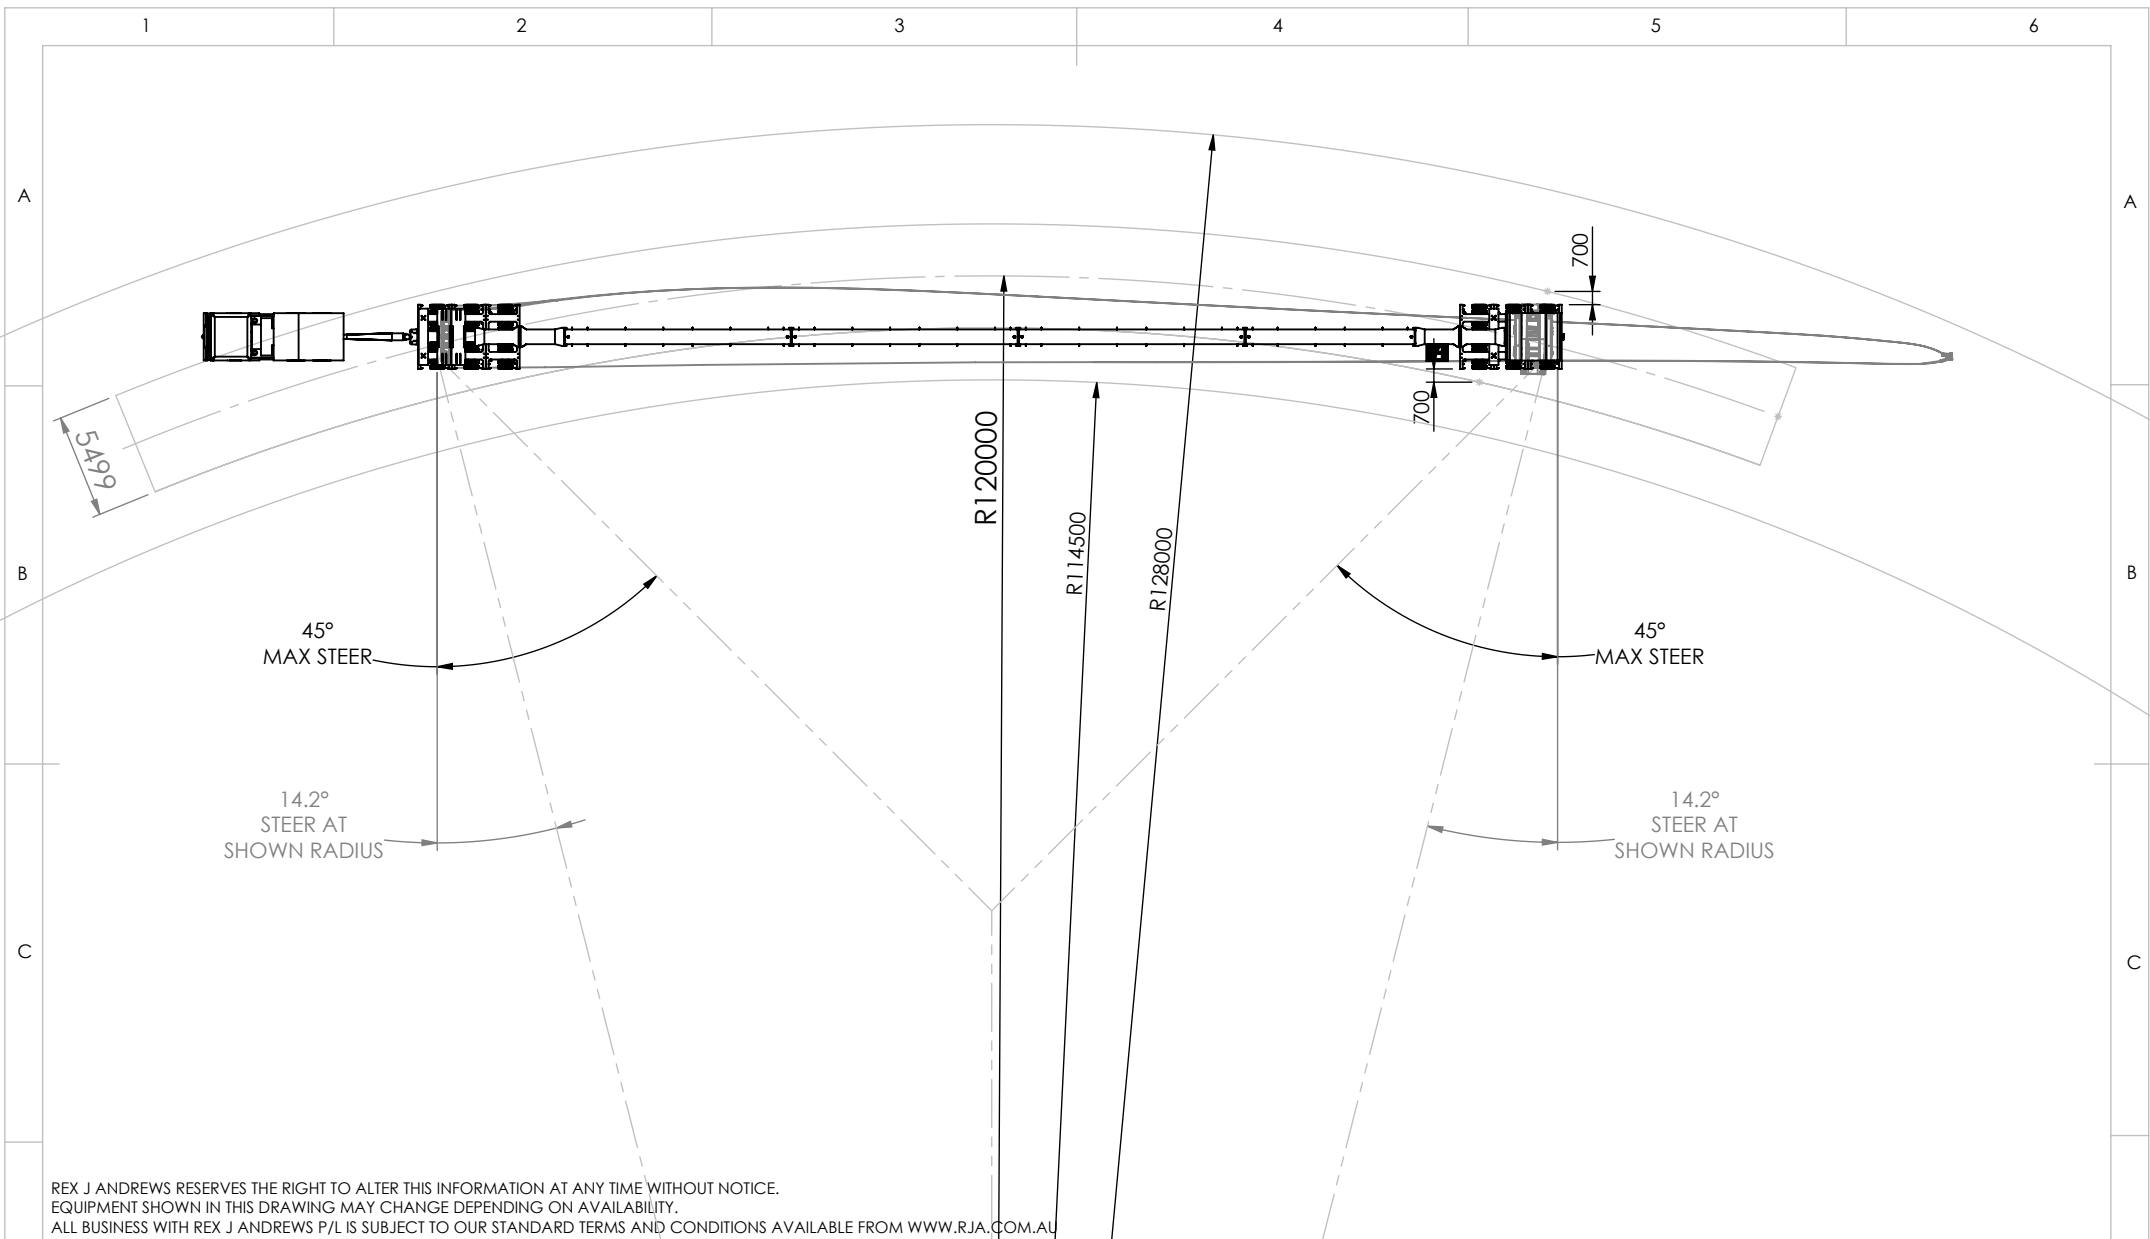 1 2 3 4 5 6
A A
700
700
5499
R120000
R114500
R128000
B B
45°
MAX STEER
45°
MAX STEER
14.2°
STEER AT
SHOWN RADIUS
14.2°
STEER AT
SHOWN RADIUS
C C
REX J ANDREWS RESERVES THE RIGHT TO ALTER THIS INFORMATION AT ANY TIME WITHOUT NOTICE.
EQUIPMENT SHOWN IN THIS DRAWING MAY CHANGE DEPENDING ON AVAILABILITY.
ALL BUSINESS WITH REX J ANDREWS P/L IS SUBJECT TO OUR STANDARD TERMS AND CONDITIONS AVAILABLE FROM WWW.RJA.COM.AU